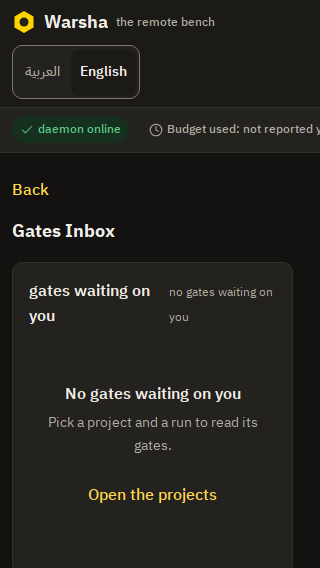 Warsha the remote bench
العربية English
daemon online Budget used: not reported
Back
Gates Inbox
gates waiting on you
no gates waiting on you
No gates waiting on you
Pick a project and a run to read its
gates.
Open the projects